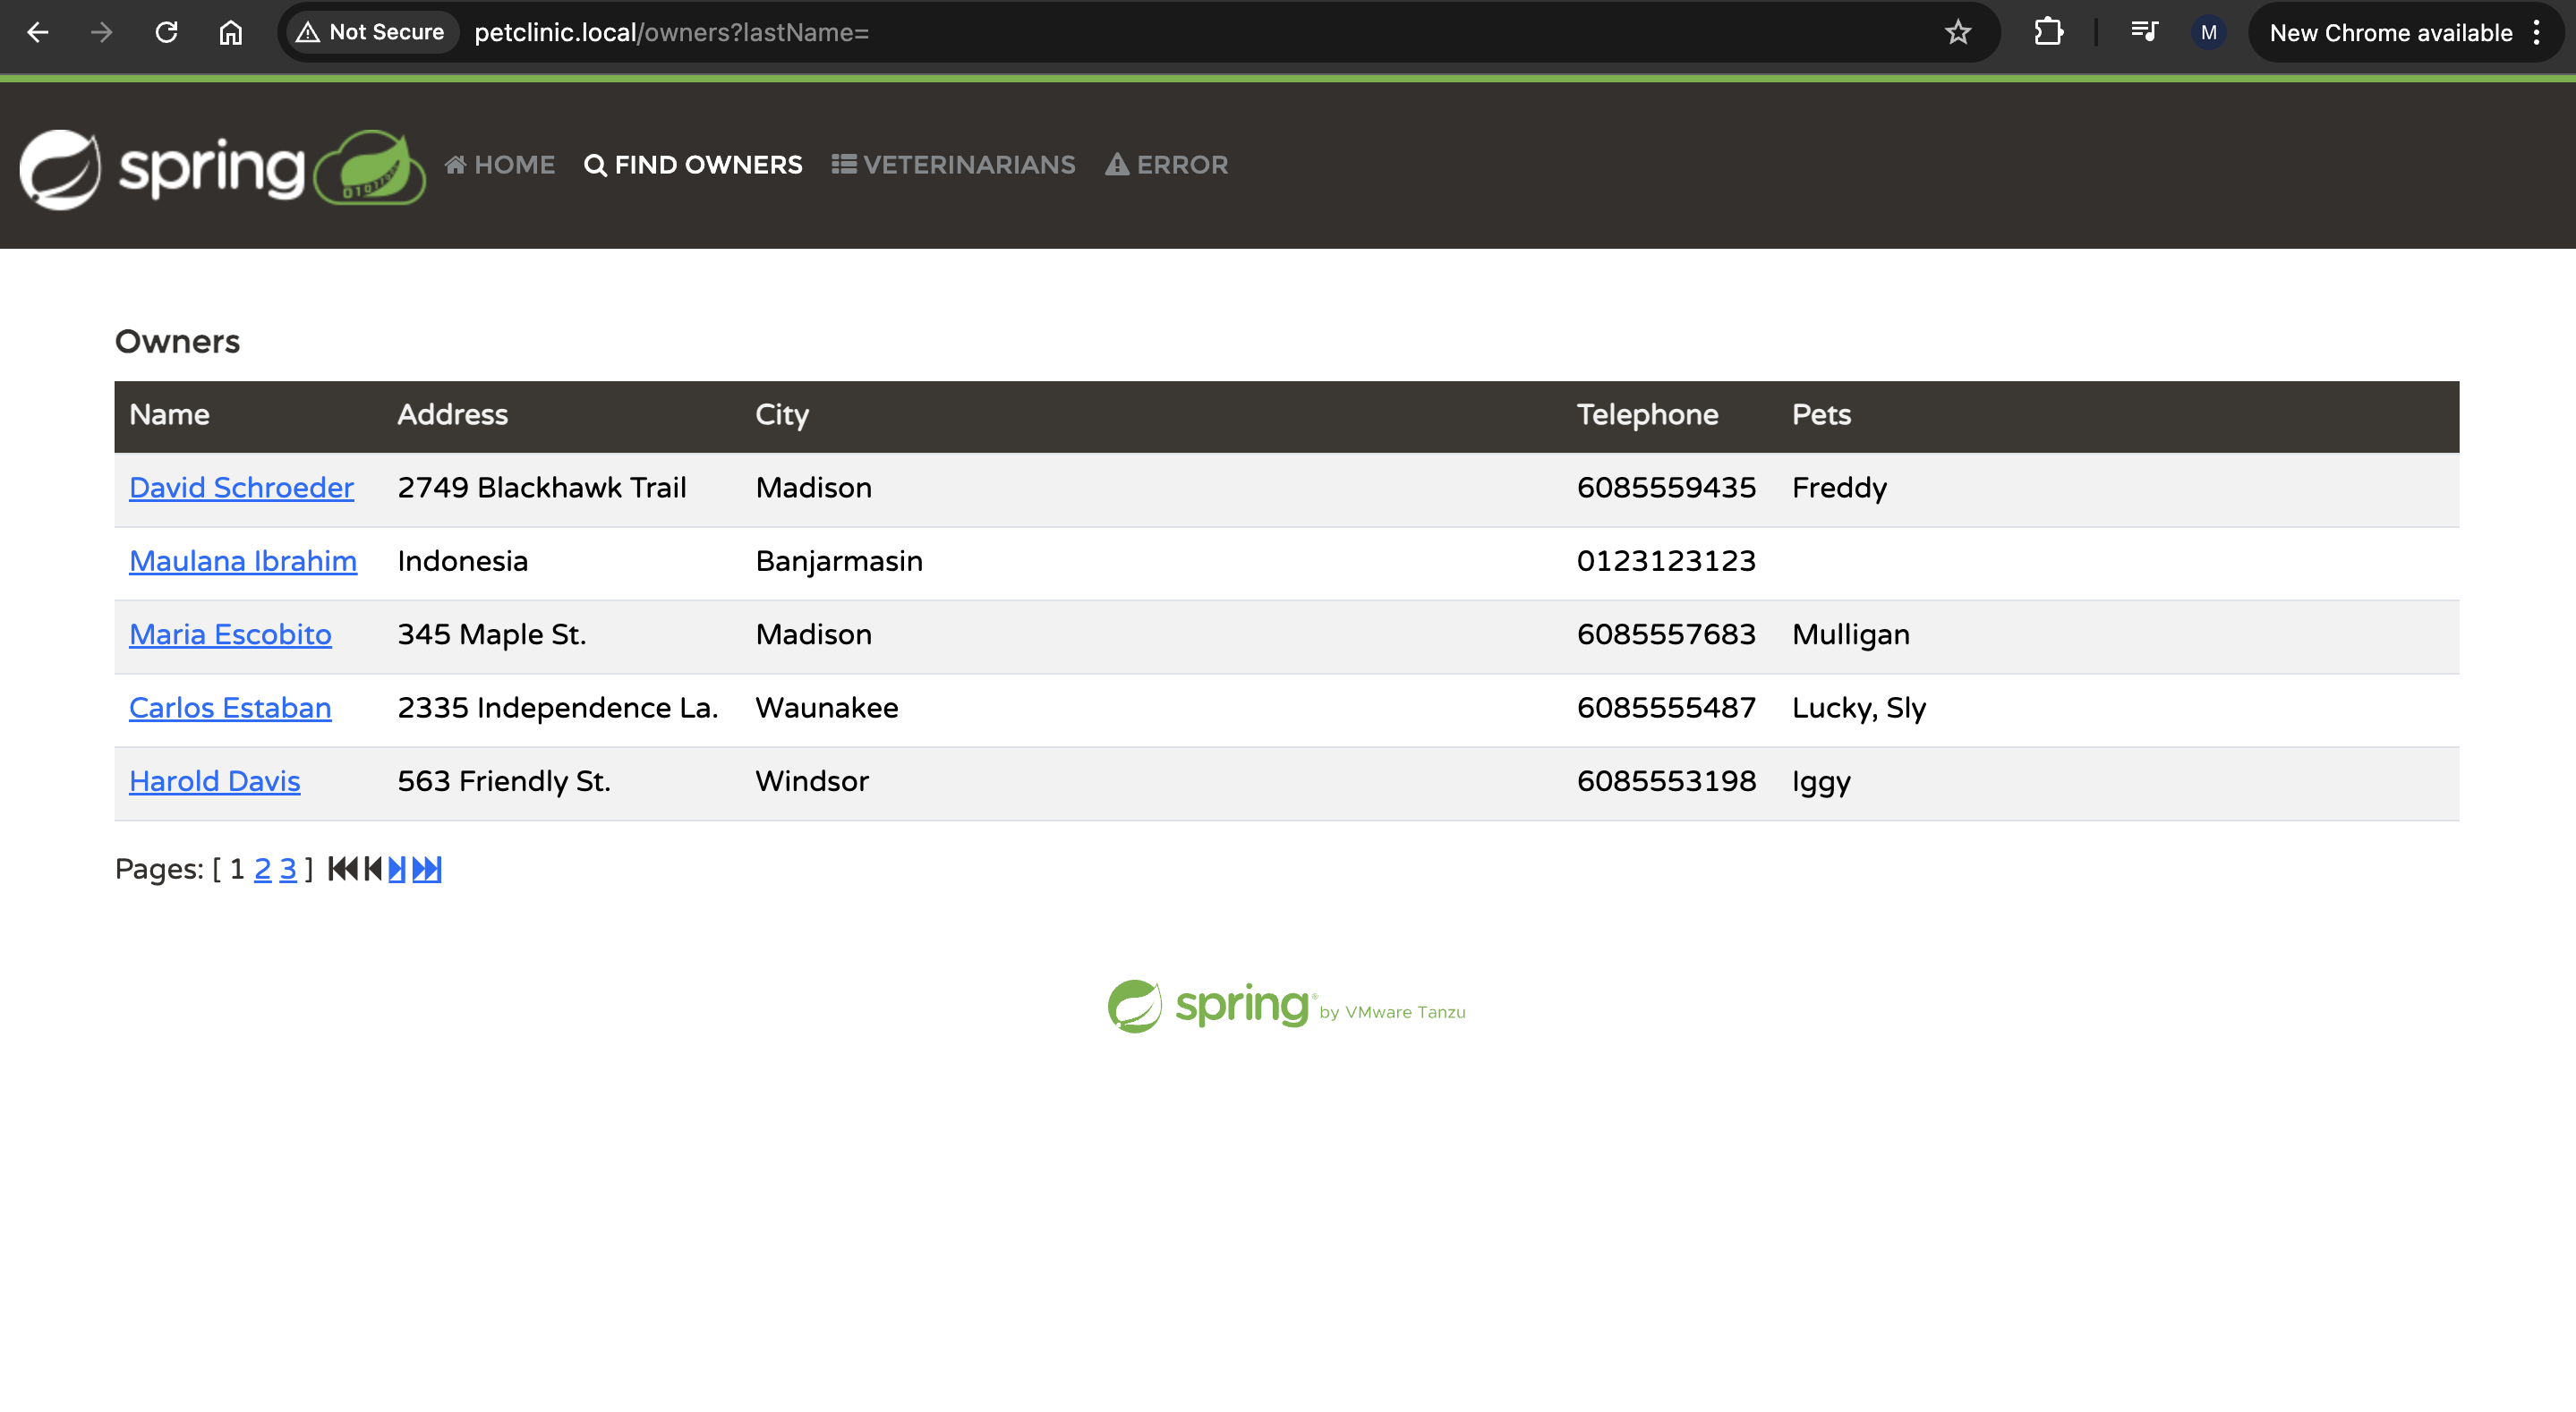 Not Secure petclinic.local/owners?lastName= M New Chrome available
spring HOME FIND OWNERS VETERINARIANS ERROR
Owners
Name Address City Telephone Pets
David Schroeder 2749 Blackhawk Trail Madison 6085559435 Freddy
Maulana Ibrahim Indonesia Banjarmasin 0123123123
Maria Escobito 345 Maple St. Madison 6085557683 Mulligan
Carlos Estaban 2335 Independence La. Waunakee 6085555487 Lucky, Sly
Harold Davis 563 Friendly St. Windsor 6085553198 Iggy
Pages: [ 1 2 3 ]
spring® by VMware Tanzu